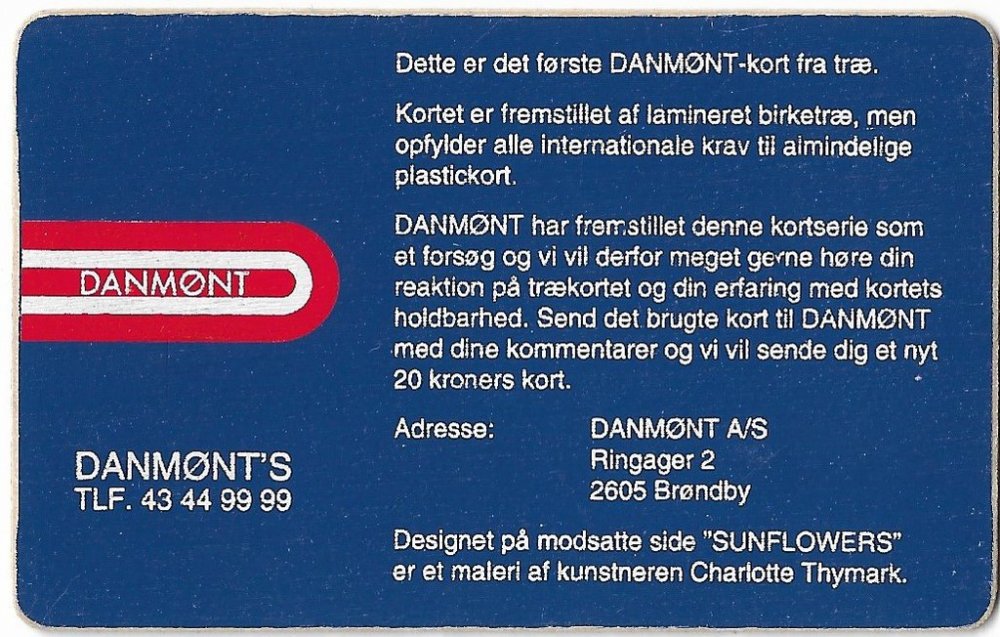 Dette er det første DANMØNT-kort fra træ.
Kortet er fremstillet af lamineret birketræ, men
opfylder alle internationale krav til almindelige
plastickort.
DANMØNT har fremstillet denne kortserie som
et forsøg og vi vil derfor meget gerne høre din
reaktion på trækortet og din erfaring med kortets
holdbarhed. Send det brugte kort til DANMØNT
med dine kommentarer og vi vil sende dig et nyt
20 kroners kort.
Adresse: DANMØNT A/S
Ringager 2
2605 Brøndby
Designet på modsatte side "SUNFLOWERS"
er et maleri af kunstneren Charlotte Thymark.
DANMØNT
DANMØNT'S
TLF. 43 44 99 99